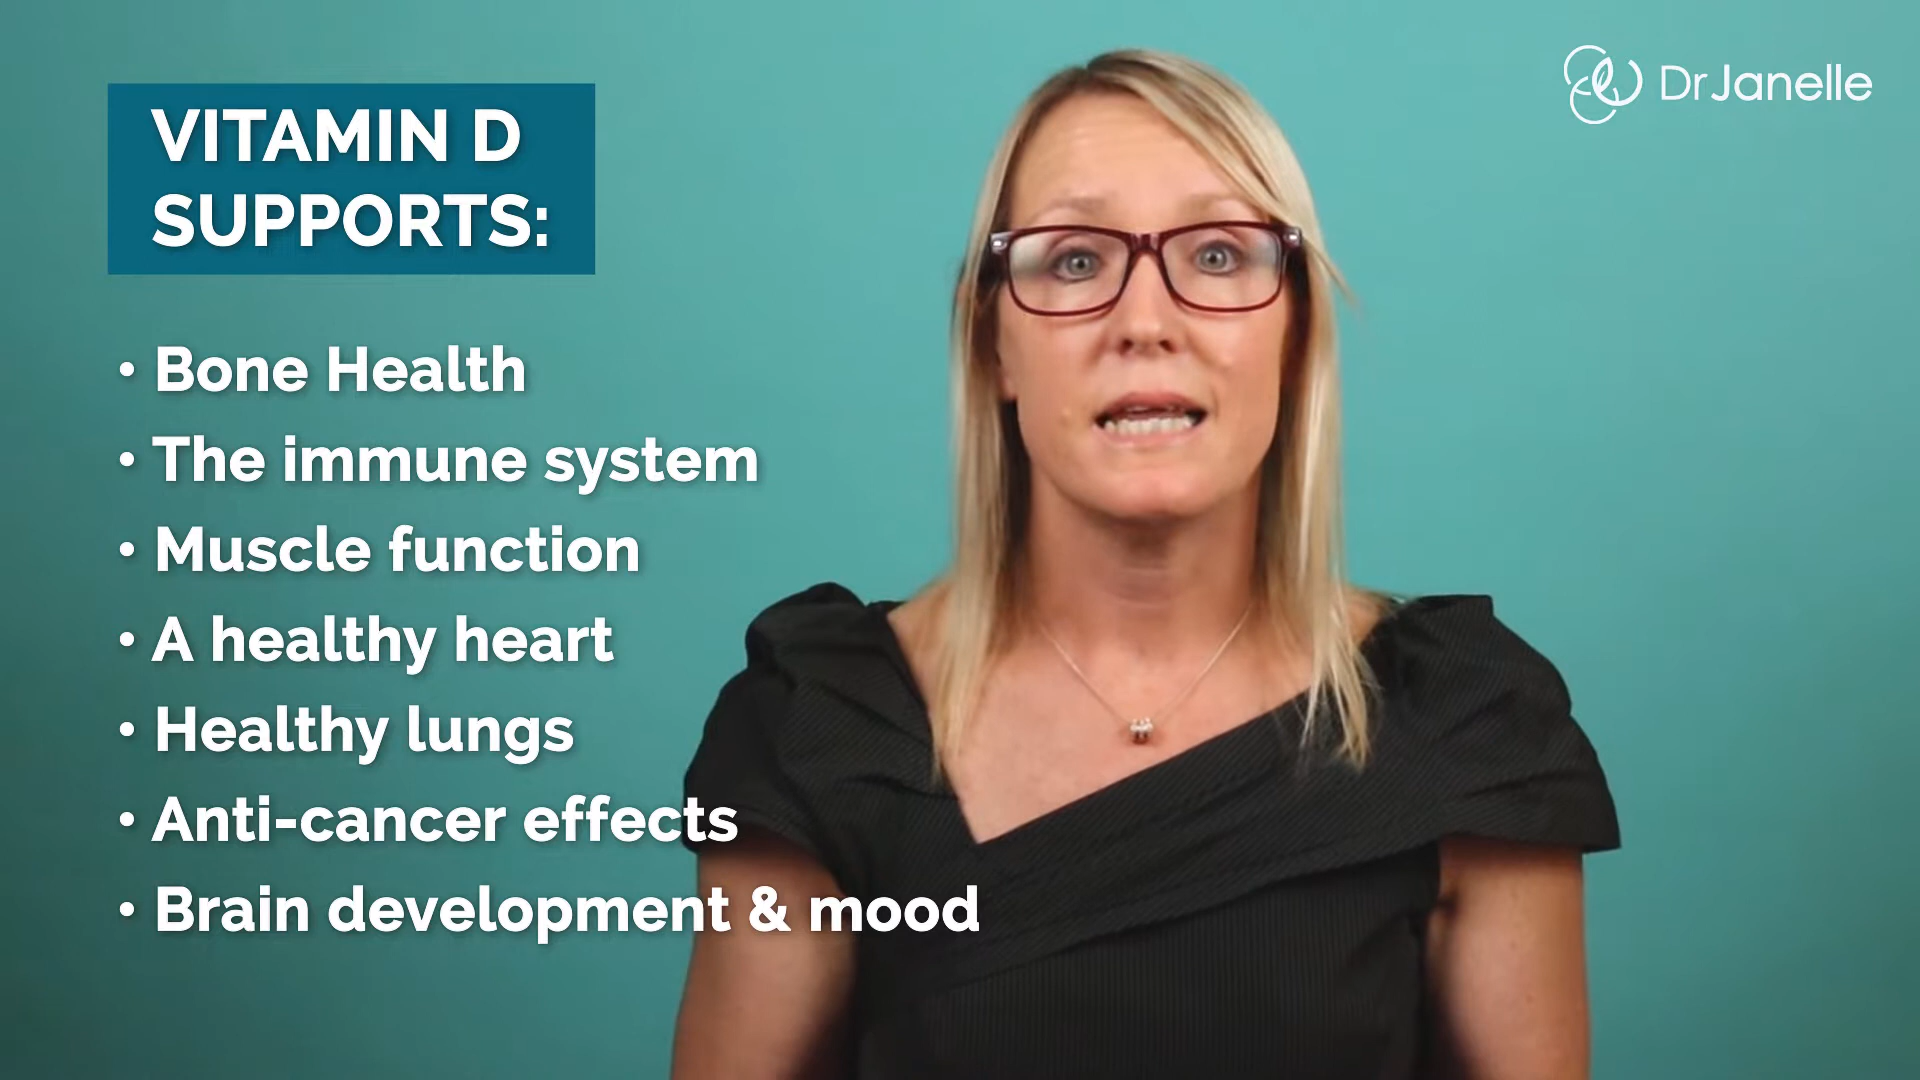 DrJanelle
VITAMIN D
SUPPORTS:
• Bone Health
• The immune system
• Muscle function
• A healthy heart
• Healthy lungs
• Anti-cancer effects
• Brain development & mood